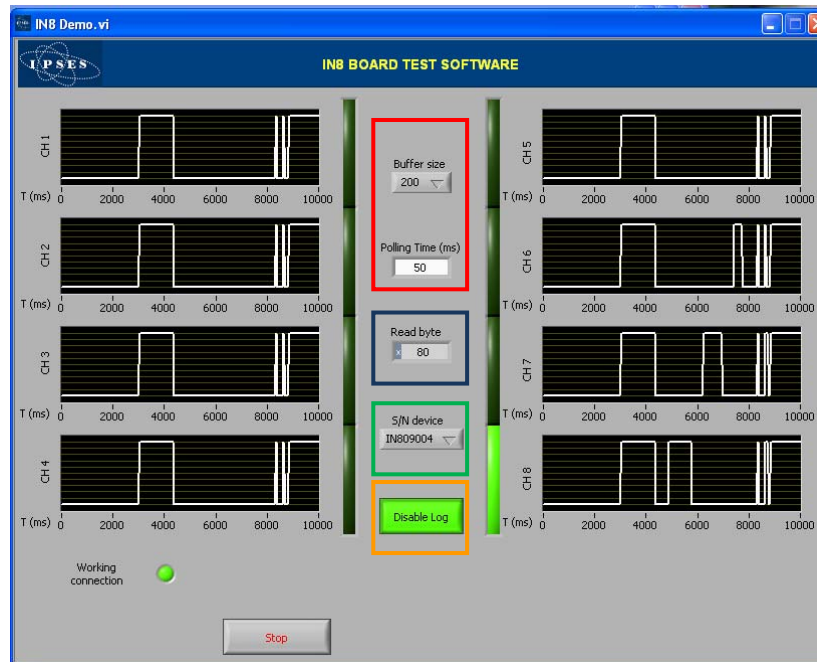 IN8 Demo.vi
IPSES
IN8 BOARD TEST SOFTWARE
CH 1
T (ms) 0 2000 4000 6000 8000 10000
CH 2
T (ms) 0 2000 4000 6000 8000 10000
CH 3
T (ms) 0 2000 4000 6000 8000 10000
CH 4
T (ms) 0 2000 4000 6000 8000 10000
Buffer size
200
Polling Time (ms)
50
Read byte
x 80
S/N device
IN809004
Disable Log
CH 5
T (ms) 0 2000 4000 6000 8000 10000
CH 6
T (ms) 0 2000 4000 6000 8000 10000
CH 7
T (ms) 0 2000 4000 6000 8000 10000
CH 8
T (ms) 0 2000 4000 6000 8000 10000
Working
connection
Stop